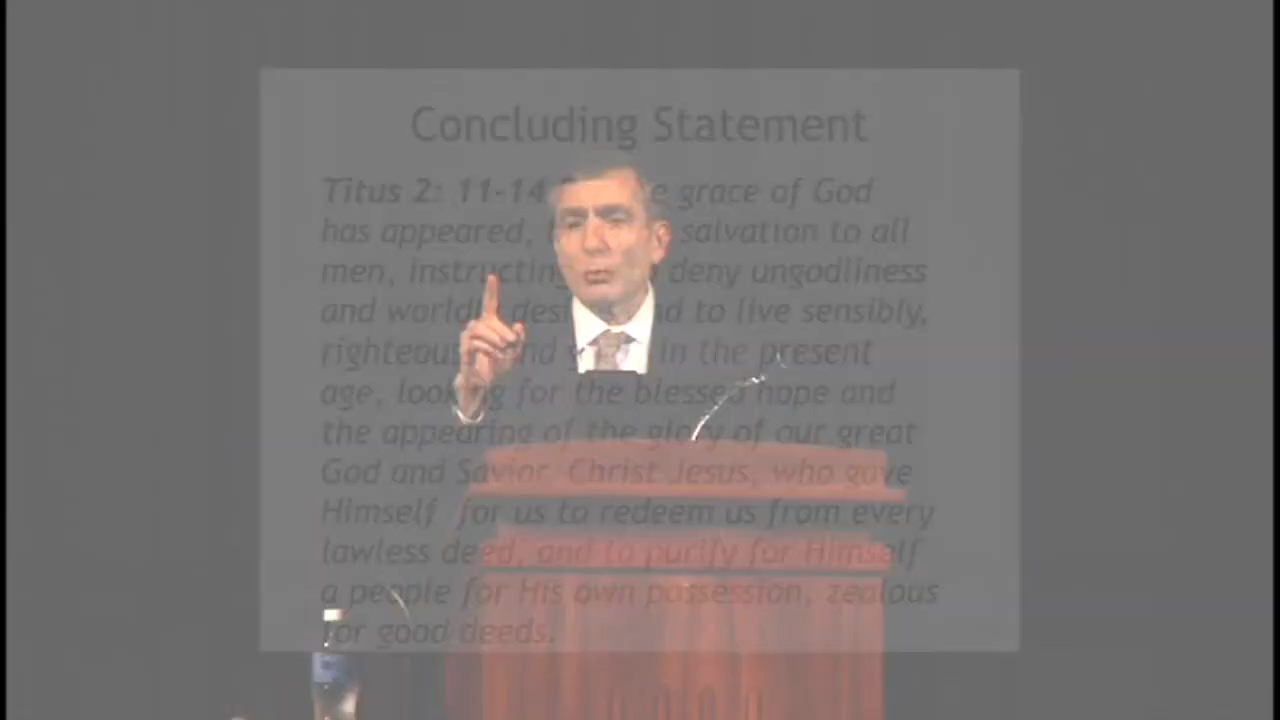 Concluding Statement
Titus 2: 11-14 grace of God
has appeared, salvation to all
men, instructing deny ungodliness
and worldly to live sensibly,
righteously in the present
age, looking for the blessed hope and
the appearing of the glory of our great
God and Savior, Christ Jesus, who gave
Himself for us to redeem us from every
lawless deed, and to purify for Himself
a people for His own possession, zealous
for good deeds.